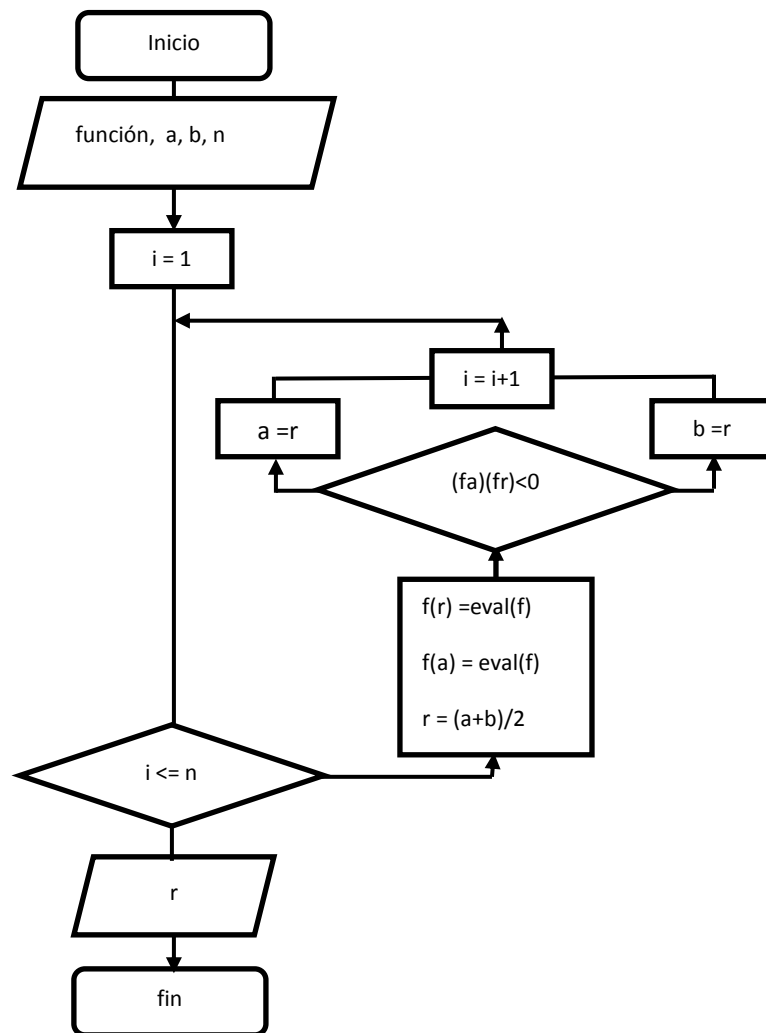 Inicio
función, a, b, n
i = 1
i = i+1
a =r
b =r
(fa)(fr)<0
f(r) =eval(f)
f(a) = eval(f)
r = (a+b)/2
i <= n
r
fin